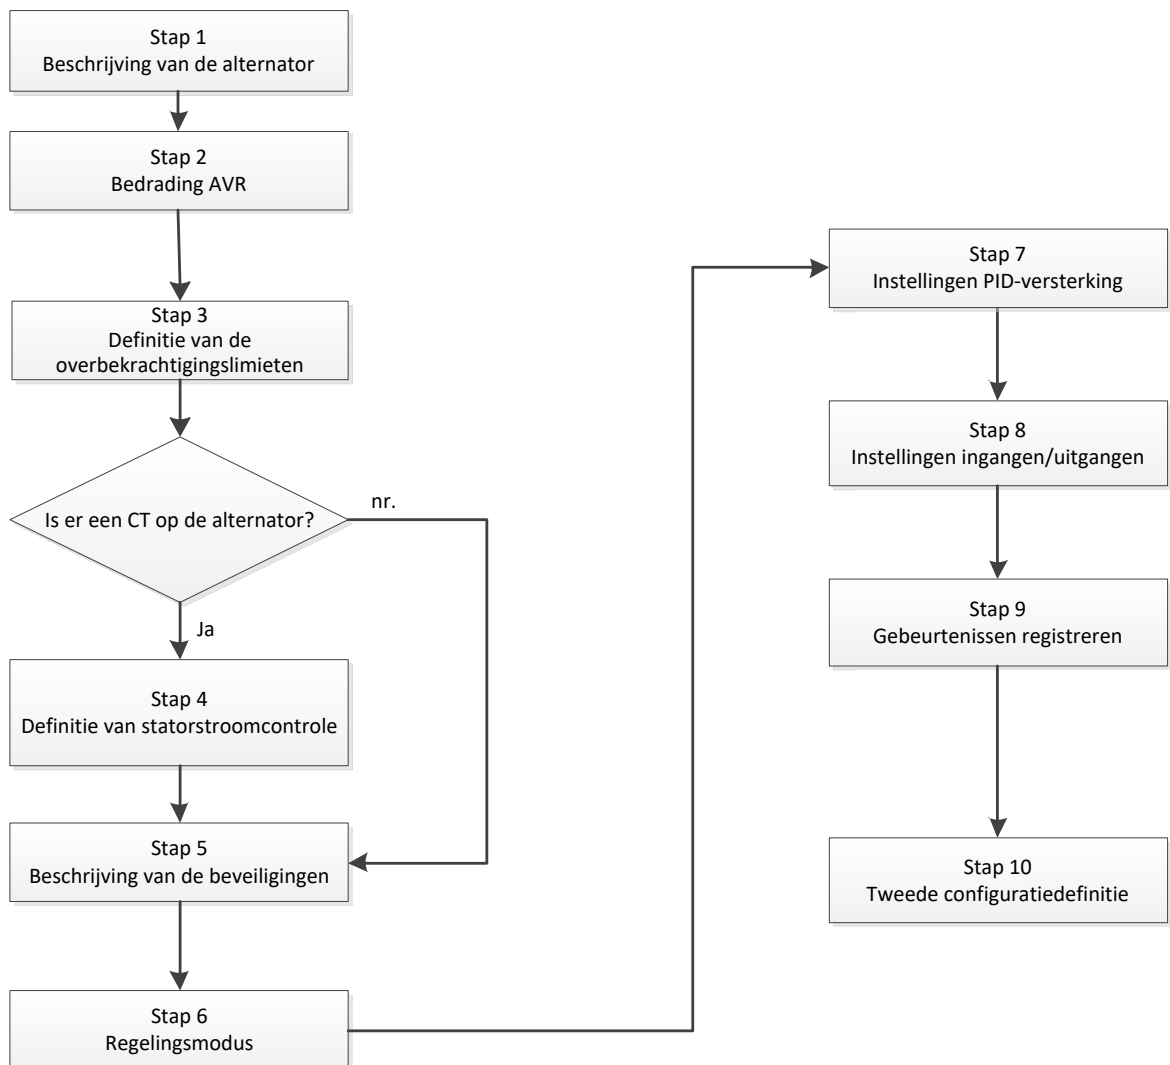 Stap 1
Beschrijving van de alternator
Stap 2
Bedrading AVR
Stap 3
Definitie van de
overbekrachtigingslimieten
Is er een CT op de alternator?
nr.
Ja
Stap 4
Definitie van statorstroomcontrole
Stap 5
Beschrijving van de beveiligingen
Stap 6
Regelingsmodus
Stap 7
Instellingen PID-versterking
Stap 8
Instellingen ingangen/uitgangen
Stap 9
Gebeurtenissen registreren
Stap 10
Tweede configuratiedefinitie